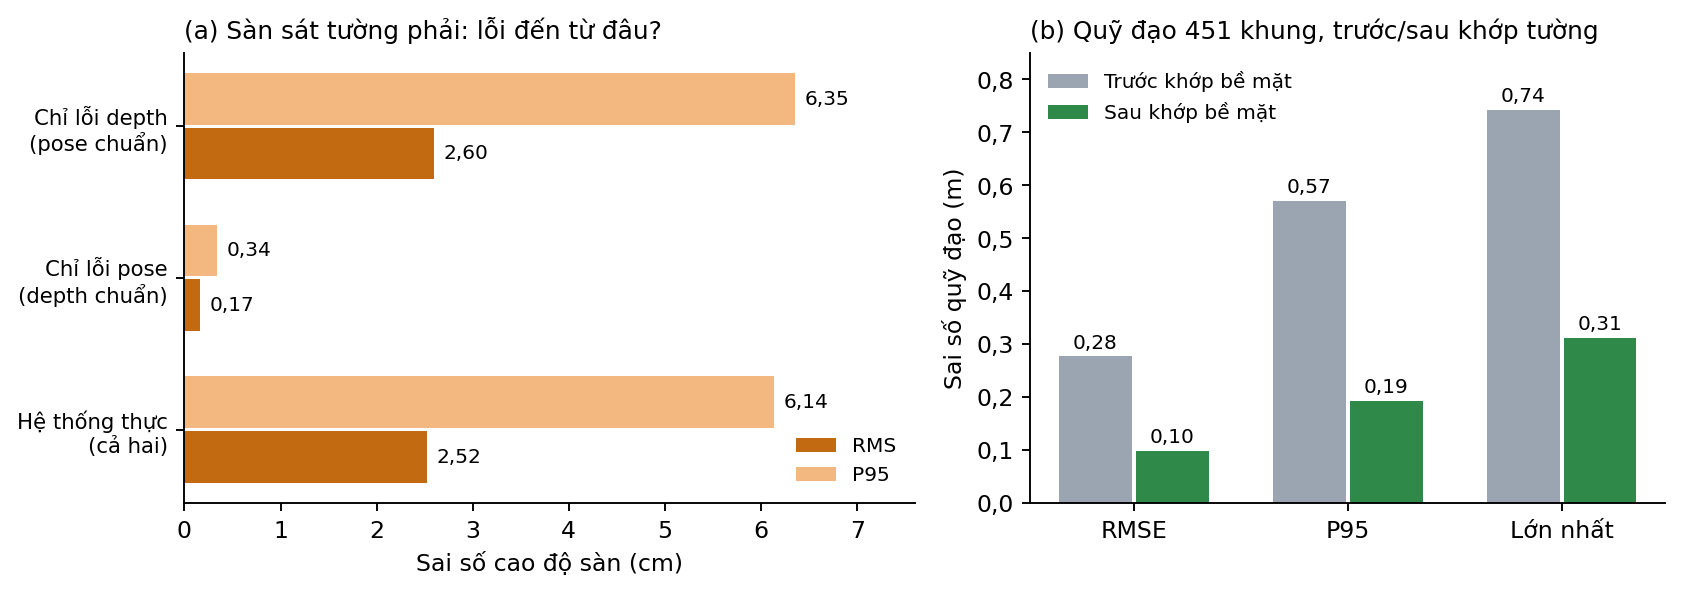 (a) Sàn sát tường phải: lỗi đến từ đâu?
Chỉ lỗi depth
(pose chuẩn)
6,35
2,60
Chỉ lỗi pose
(depth chuẩn)
0,34
0,17
Hệ thống thực
(cả hai)
6,14
2,52
RMS
P95
0 1 2 3 4 5 6 7
Sai số cao độ sàn (cm)
(b) Quỹ đạo 451 khung, trước/sau khớp tường
Trước khớp bề mặt
Sau khớp bề mặt
Sai số quỹ đạo (m)
0,8
0,7
0,6
0,5
0,4
0,3
0,2
0,1
0,0
0,28
0,10
0,57
0,19
0,74
0,31
RMSE P95 Lớn nhất